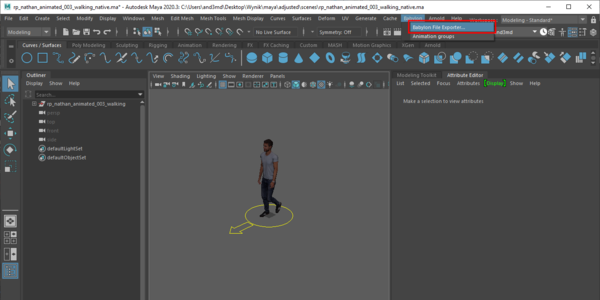 rp_nathan_animated_003_walking_native.ma* - Autodesk Maya 2020.3: C:\Users\and3md\Desktop\Wynik\maya\adjusted\scenes\rp_nathan_animated_003_walking_native.ma
File Edit Create Select Modify Display Windows Mesh Edit Mesh Mesh Tools Mesh Display Curves Surfaces Deform UV Generate Cache Arnold Help Workspace: Modeling - Standard*
Babylon File Exporter...
Animation groups
Modeling No Live Surface Symmetry: Off and3md
Curves / Surfaces Poly Modeling Sculpting Rigging Animation Rendering FX FX Caching Custom MASH Motion Graphics XGen Arnold
Outliner
Display Show Help
Search...
rp_nathan_animated_003_walking
persp
top
front
side
defaultLightSet
defaultObjectSet
View Shading Lighting Show Renderer Panels
Modeling Toolkit Attribute Editor
List Selected Focus Attributes Display Show Help
Make a selection to view attributes